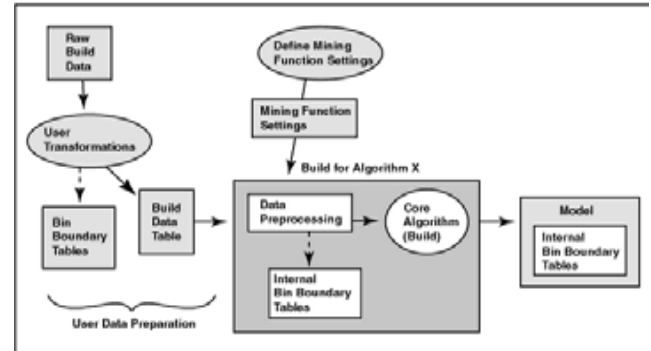 Raw
Build
Data
Define Mining
Function Settings
User
Transformations
Mining Function
Settings
Build for Algorithm X
Bin
Boundary
Tables
Build
Data
Table
Data
Preprocessing
Core
Algorithm
(Build)
Internal
Bin Boundary
Tables
Model
Internal
Bin Boundary
Tables
User Data Preparation